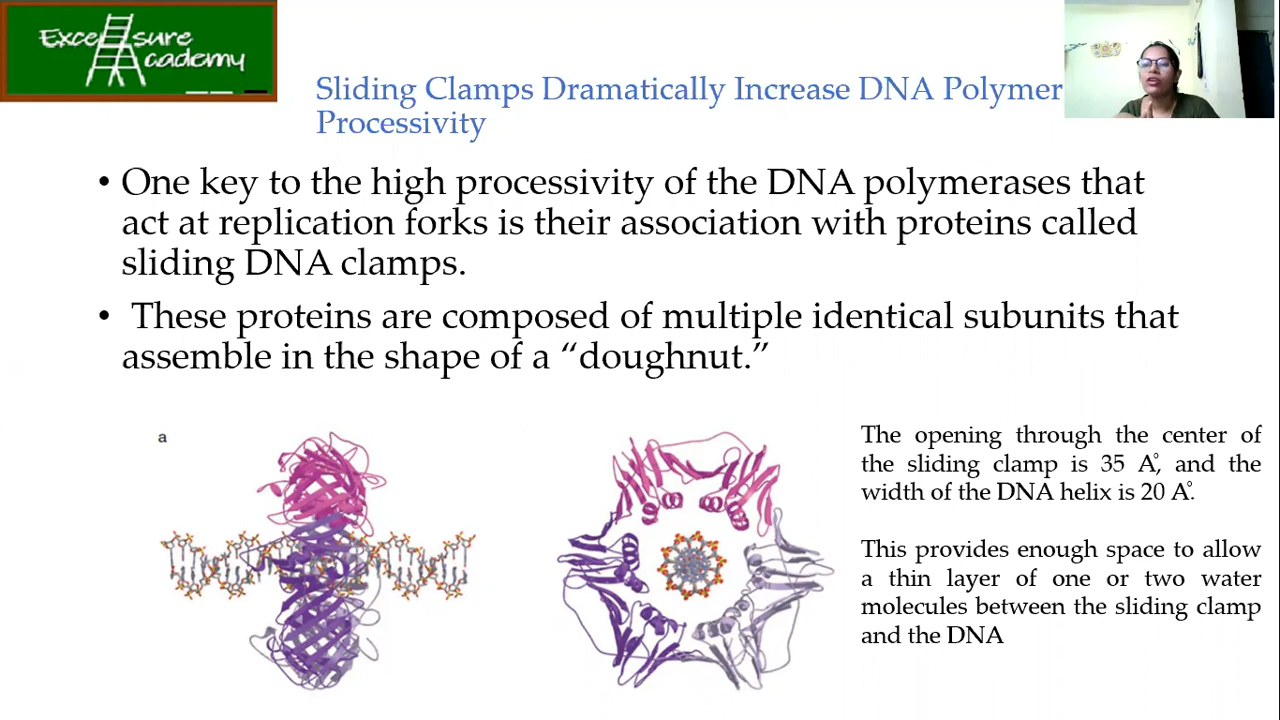 Excel sure
Academy
Sliding Clamps Dramatically Increase DNA Polymer
Processivity
• One key to the high processivity of the DNA polymerases that
act at replication forks is their association with proteins called
sliding DNA clamps.
• These proteins are composed of multiple identical subunits that
assemble in the shape of a “doughnut.”
a
The opening through the center of
the sliding clamp is 35 A°, and the
width of the DNA helix is 20 A°.
This provides enough space to allow
a thin layer of one or two water
molecules between the sliding clamp
and the DNA